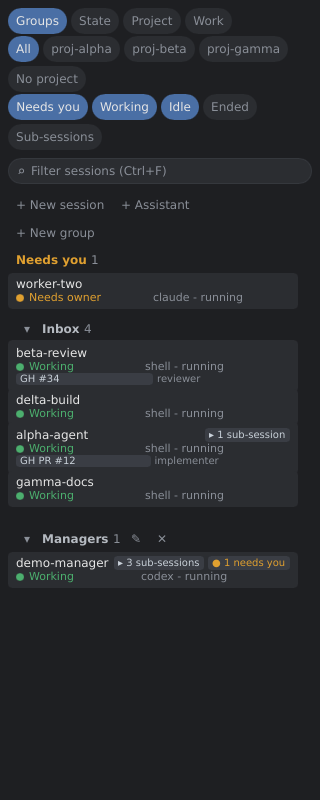 Groups State Project Work
All proj-alpha proj-beta proj-gamma
No project
Needs you Working Idle Ended
Sub-sessions
Filter sessions (Ctrl+F)
+ New session + Assistant
+ New group
Needs you 1
worker-two
Needs owner claude - running
▾ Inbox 4
beta-review
Working shell - running
GH #34 reviewer
delta-build
Working shell - running
alpha-agent ▸ 1 sub-session
Working shell - running
GH PR #12 implementer
gamma-docs
Working shell - running
▾ Managers 1 ✎ ✕
demo-manager ▸ 3 sub-sessions ● 1 needs you
Working codex - running